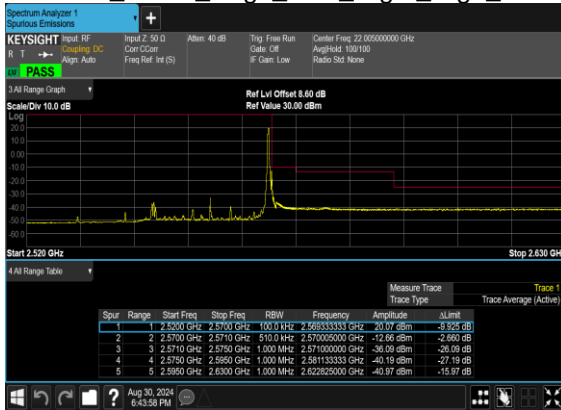 Spectrum Analyzer 1
Spurious Emissions
KEYSIGHT Input: RF Input Z: 50 Ω Atten: 40 dB Trig: Free Run Center Freq: 22.005000000 GHz
R T Coupling: DC Corr CCorr Gate: Off Avg|Hold: 100/100
Align: Auto Freq Ref: Int (S) IF Gain: Low Radio Std: None
PASS
3 All Range Graph
Ref Lvl Offset 8.60 dB
Scale/Div 10.0 dB Ref Value 30.00 dBm
Log
20.0
10.0
0.00
-10.0
-20.0
-30.0
-40.0
-50.0
-60.0
Start 2.520 GHz Stop 2.630 GHz
4 All Range Table
Measure Trace Trace 1
Trace Type Trace Average (Active)
Spur Range Start Freq Stop Freq RBW Frequency Amplitude ΔLimit
1 1 2.5200 GHz 2.5700 GHz 100.0 kHz 2.569333333 GHz 20.07 dBm -9.925 dB
2 2 2.5700 GHz 2.5710 GHz 510.0 kHz 2.570005000 GHz -12.66 dBm -2.660 dB
3 3 2.5710 GHz 2.5750 GHz 1.000 MHz 2.571000000 GHz -36.09 dBm -26.09 dB
4 4 2.5750 GHz 2.5950 GHz 1.000 MHz 2.581133333 GHz -40.19 dBm -27.19 dB
5 5 2.5950 GHz 2.6300 GHz 1.000 MHz 2.622825000 GHz -40.97 dBm -15.97 dB
Aug 30, 2024
6:43:58 PM